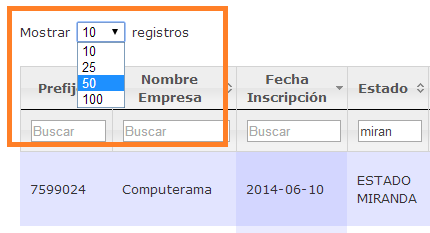 Mostrar 10 registros
10
25
50
100
Prefij Nombre Empresa Fecha Inscripción Estado
Buscar Buscar Buscar miran
7599024 Computerama 2014-06-10 ESTADO MIRANDA